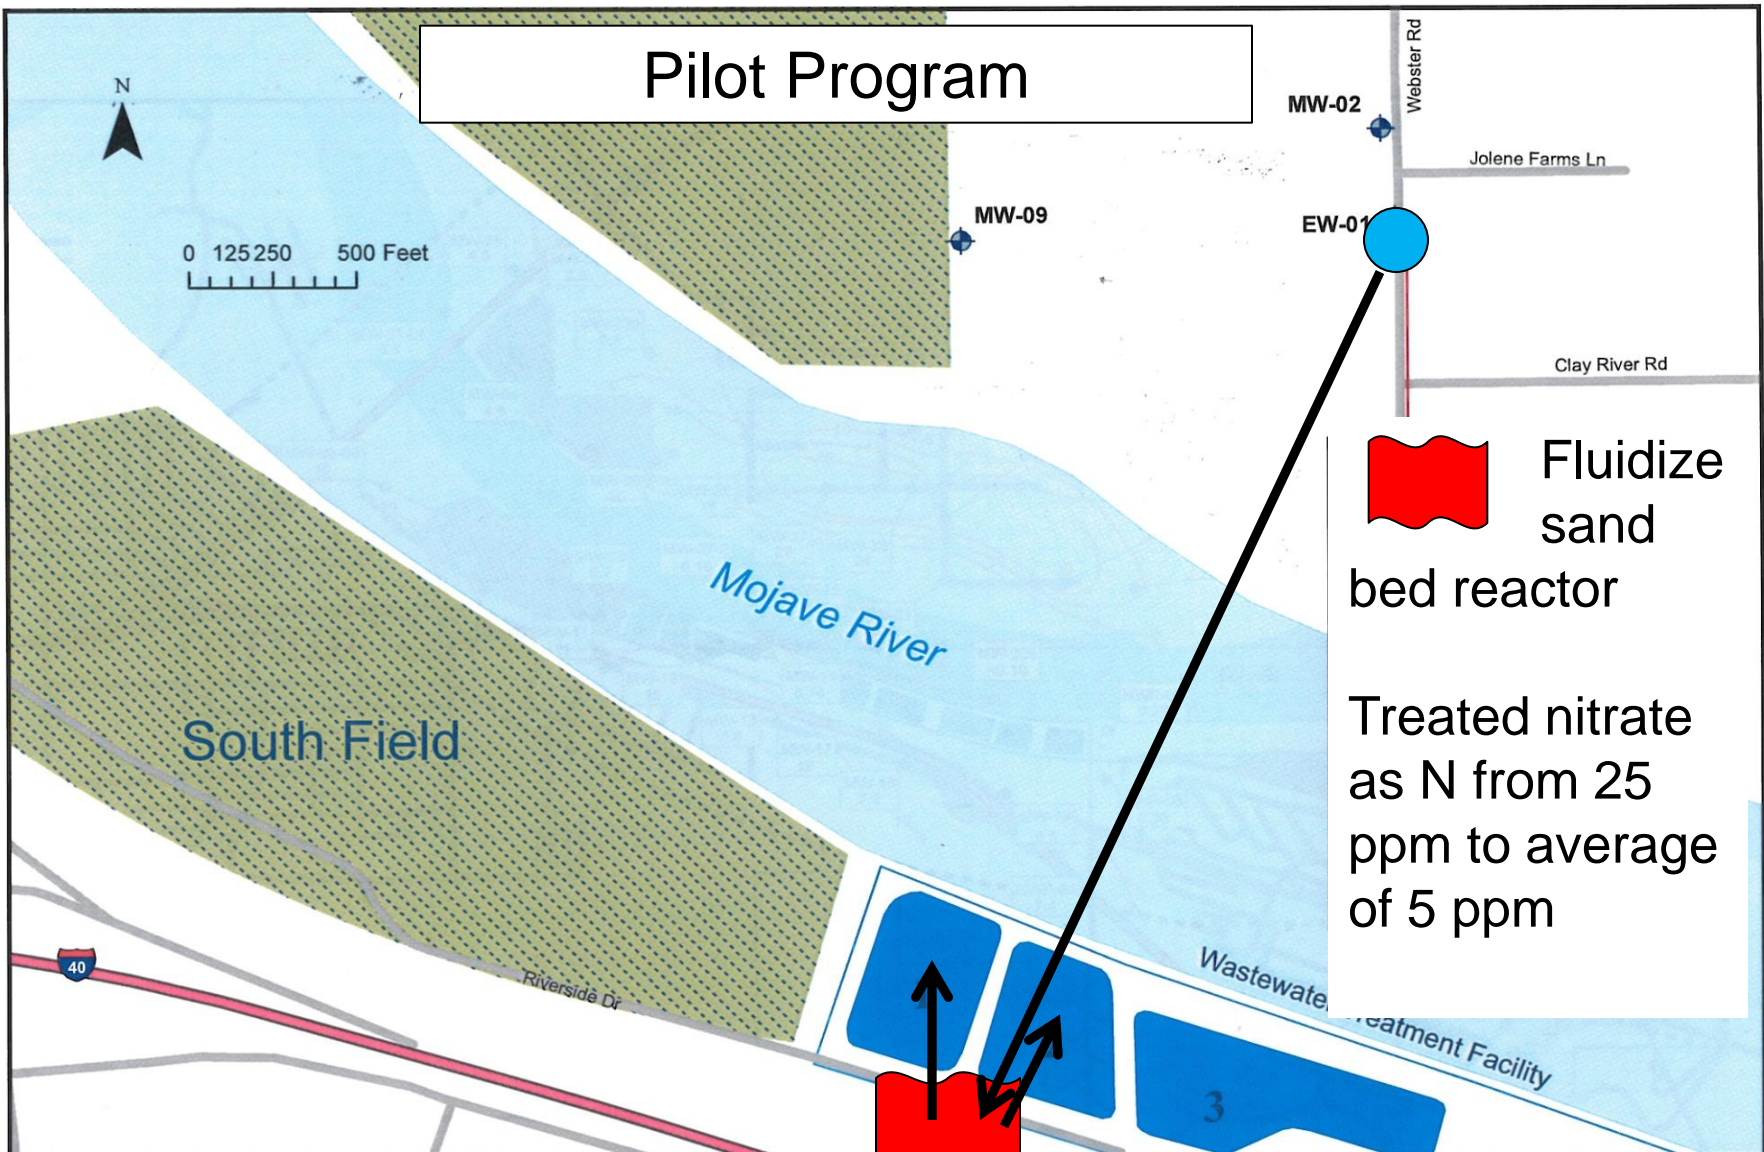 Pilot Program
N
0 125 250 500 Feet
MW-02
Webster Rd
Jolene Farms Ln
MW-09
EW-01
Clay River Rd
Fluidize
sand
bed reactor
Mojave River
South Field
Treated nitrate
as N from 25
ppm to average
of 5 ppm
40
Riverside Dr
Wastewater Treatment Facility
3